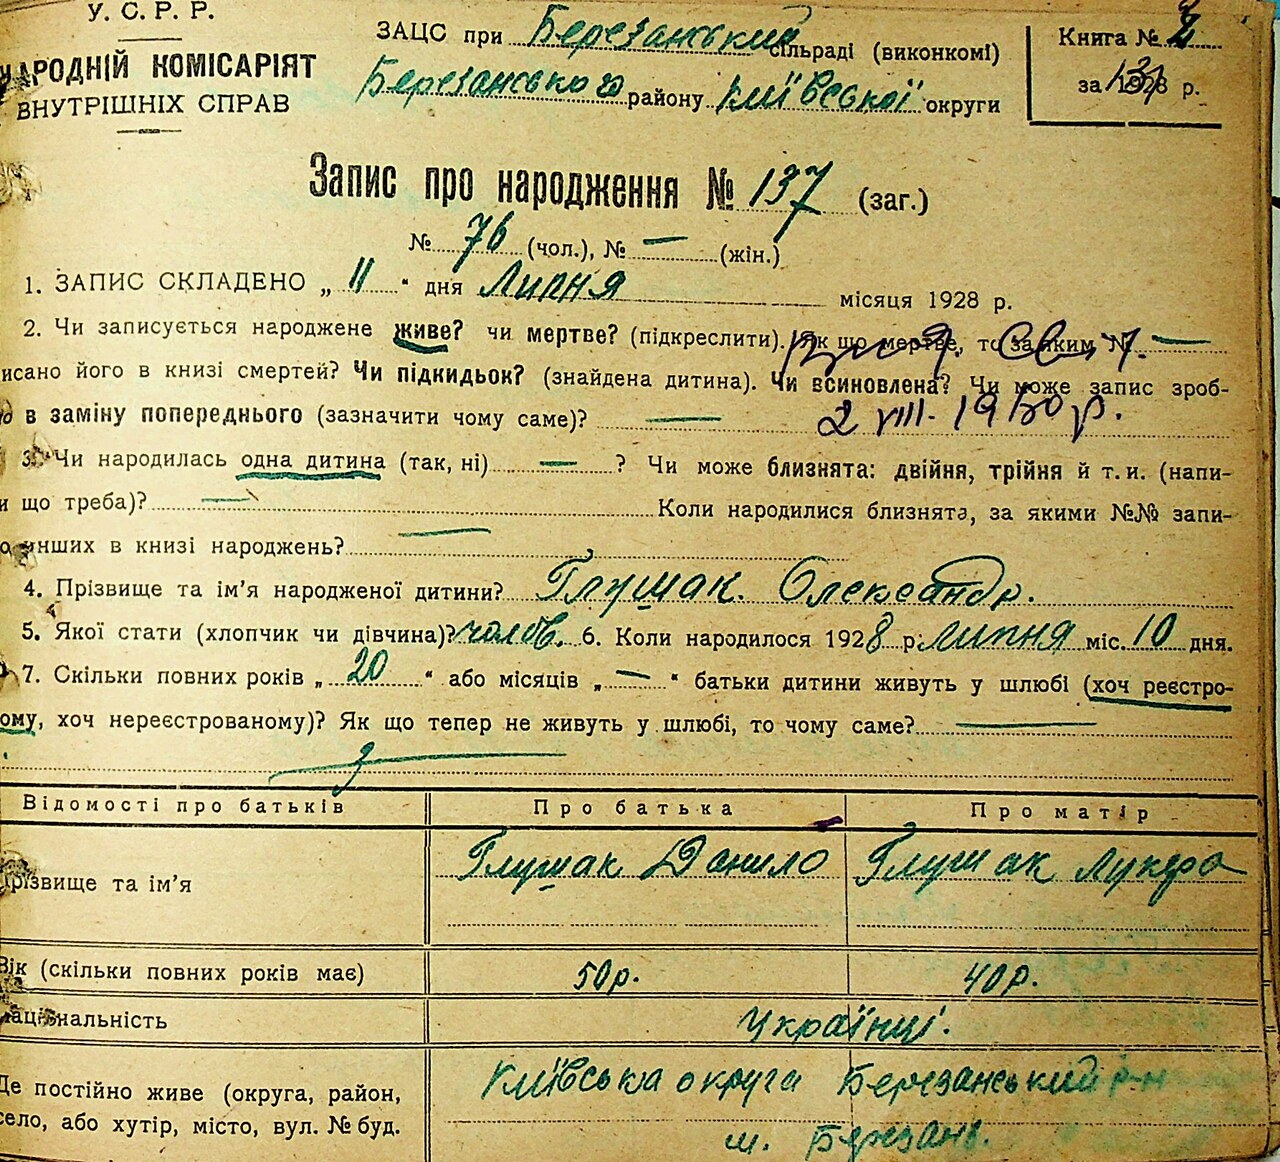 У. С. Р. Р.
НАРОДНІЙ КОМІСАРІЯТ
ВНУТРІШНІХ СПРАВ
ЗАЦС при Березанський сільраді (виконкомі)
Березанського району Київської округи
Книга №
за 1928 р.
Запис про народження № 137 (заг.)
№ 76 (чол.), № — (жін.)
1. ЗАПИС СКЛАДЕНО „ 11 “ дня Липня місяця 1928 р.
2. Чи записується народжене живе? чи мертве? (підкреслити). Як що мертве, то за яким № —
исано його в книзі смертей? Чи підкидьок? (знайдена дитина). Чи всиновлена? Чи може запис зроб-
но в заміну попереднього (зазначити чому саме)? —
2 VIII. 1950 р.
3. Чи народилась одна дитина (так, ні) — ? Чи може близнята: двійня, трійня й т. и. (напи-
и що треба)? — Коли народилися близнята, за якими №№ запи-
о инших в книзі народжень? —
4. Прізвище та ім’я народженої дитини? Глушак. Олександр.
5. Якої стати (хлопчик чи дівчина)? чолов. 6. Коли народилося 1928 р. липня міс. 10 дня.
7. Скільки повних років „ 20 “ або місяців „ — “ батьки дитини живуть у шлюбі (хоч реєстро-
ому, хоч нереєстрованому)? Як що тепер не живуть у шлюбі, то чому саме? —
Відомості про батьків Про батька Про матір
Прізвище та ім’я Глушак Данило Глушак Лукера
Вік (скільки повних років має) 50 р. 40 р.
Національність Українці.
Де постійно живе (округа, район, Київська округа Березанський р-н
село, або хутір, місто, вул. № буд. м. Березань.